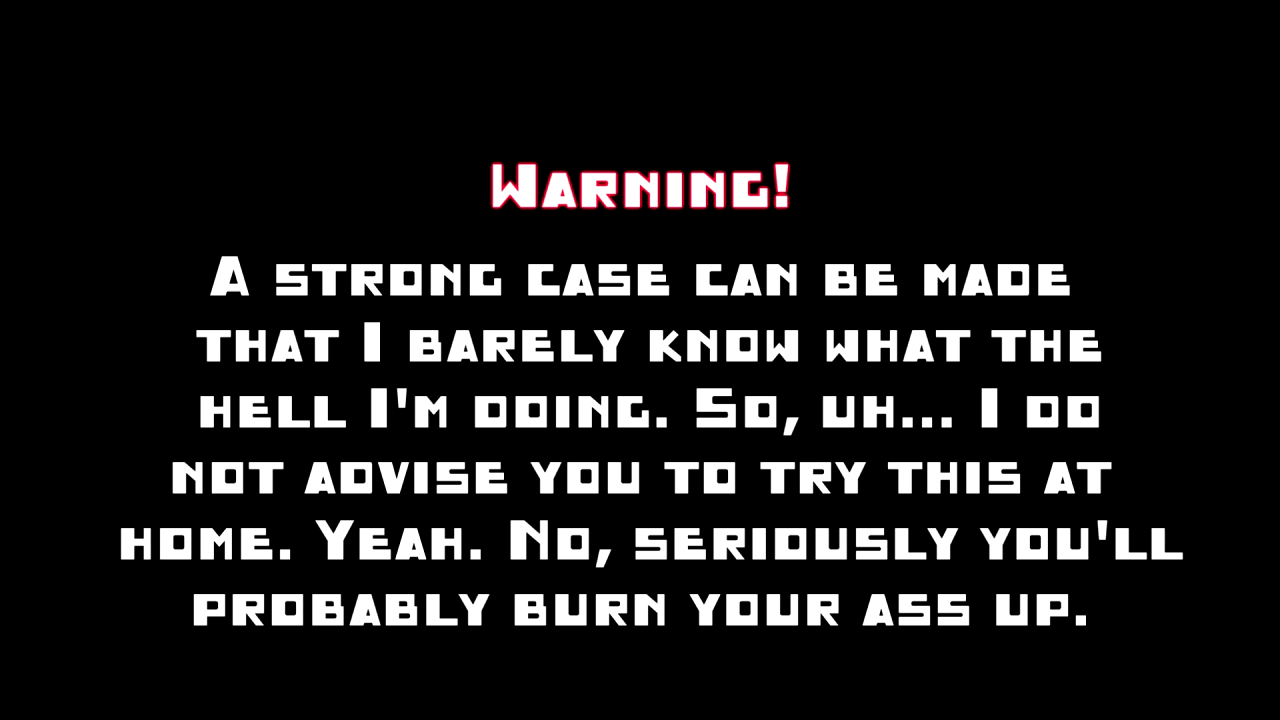 Warning!
A strong case can be made
that I barely know what the
hell I'm doing. So, uh... I do
not advise you to try this at
home. Yeah. No, seriously you'll
probably burn your ass up.